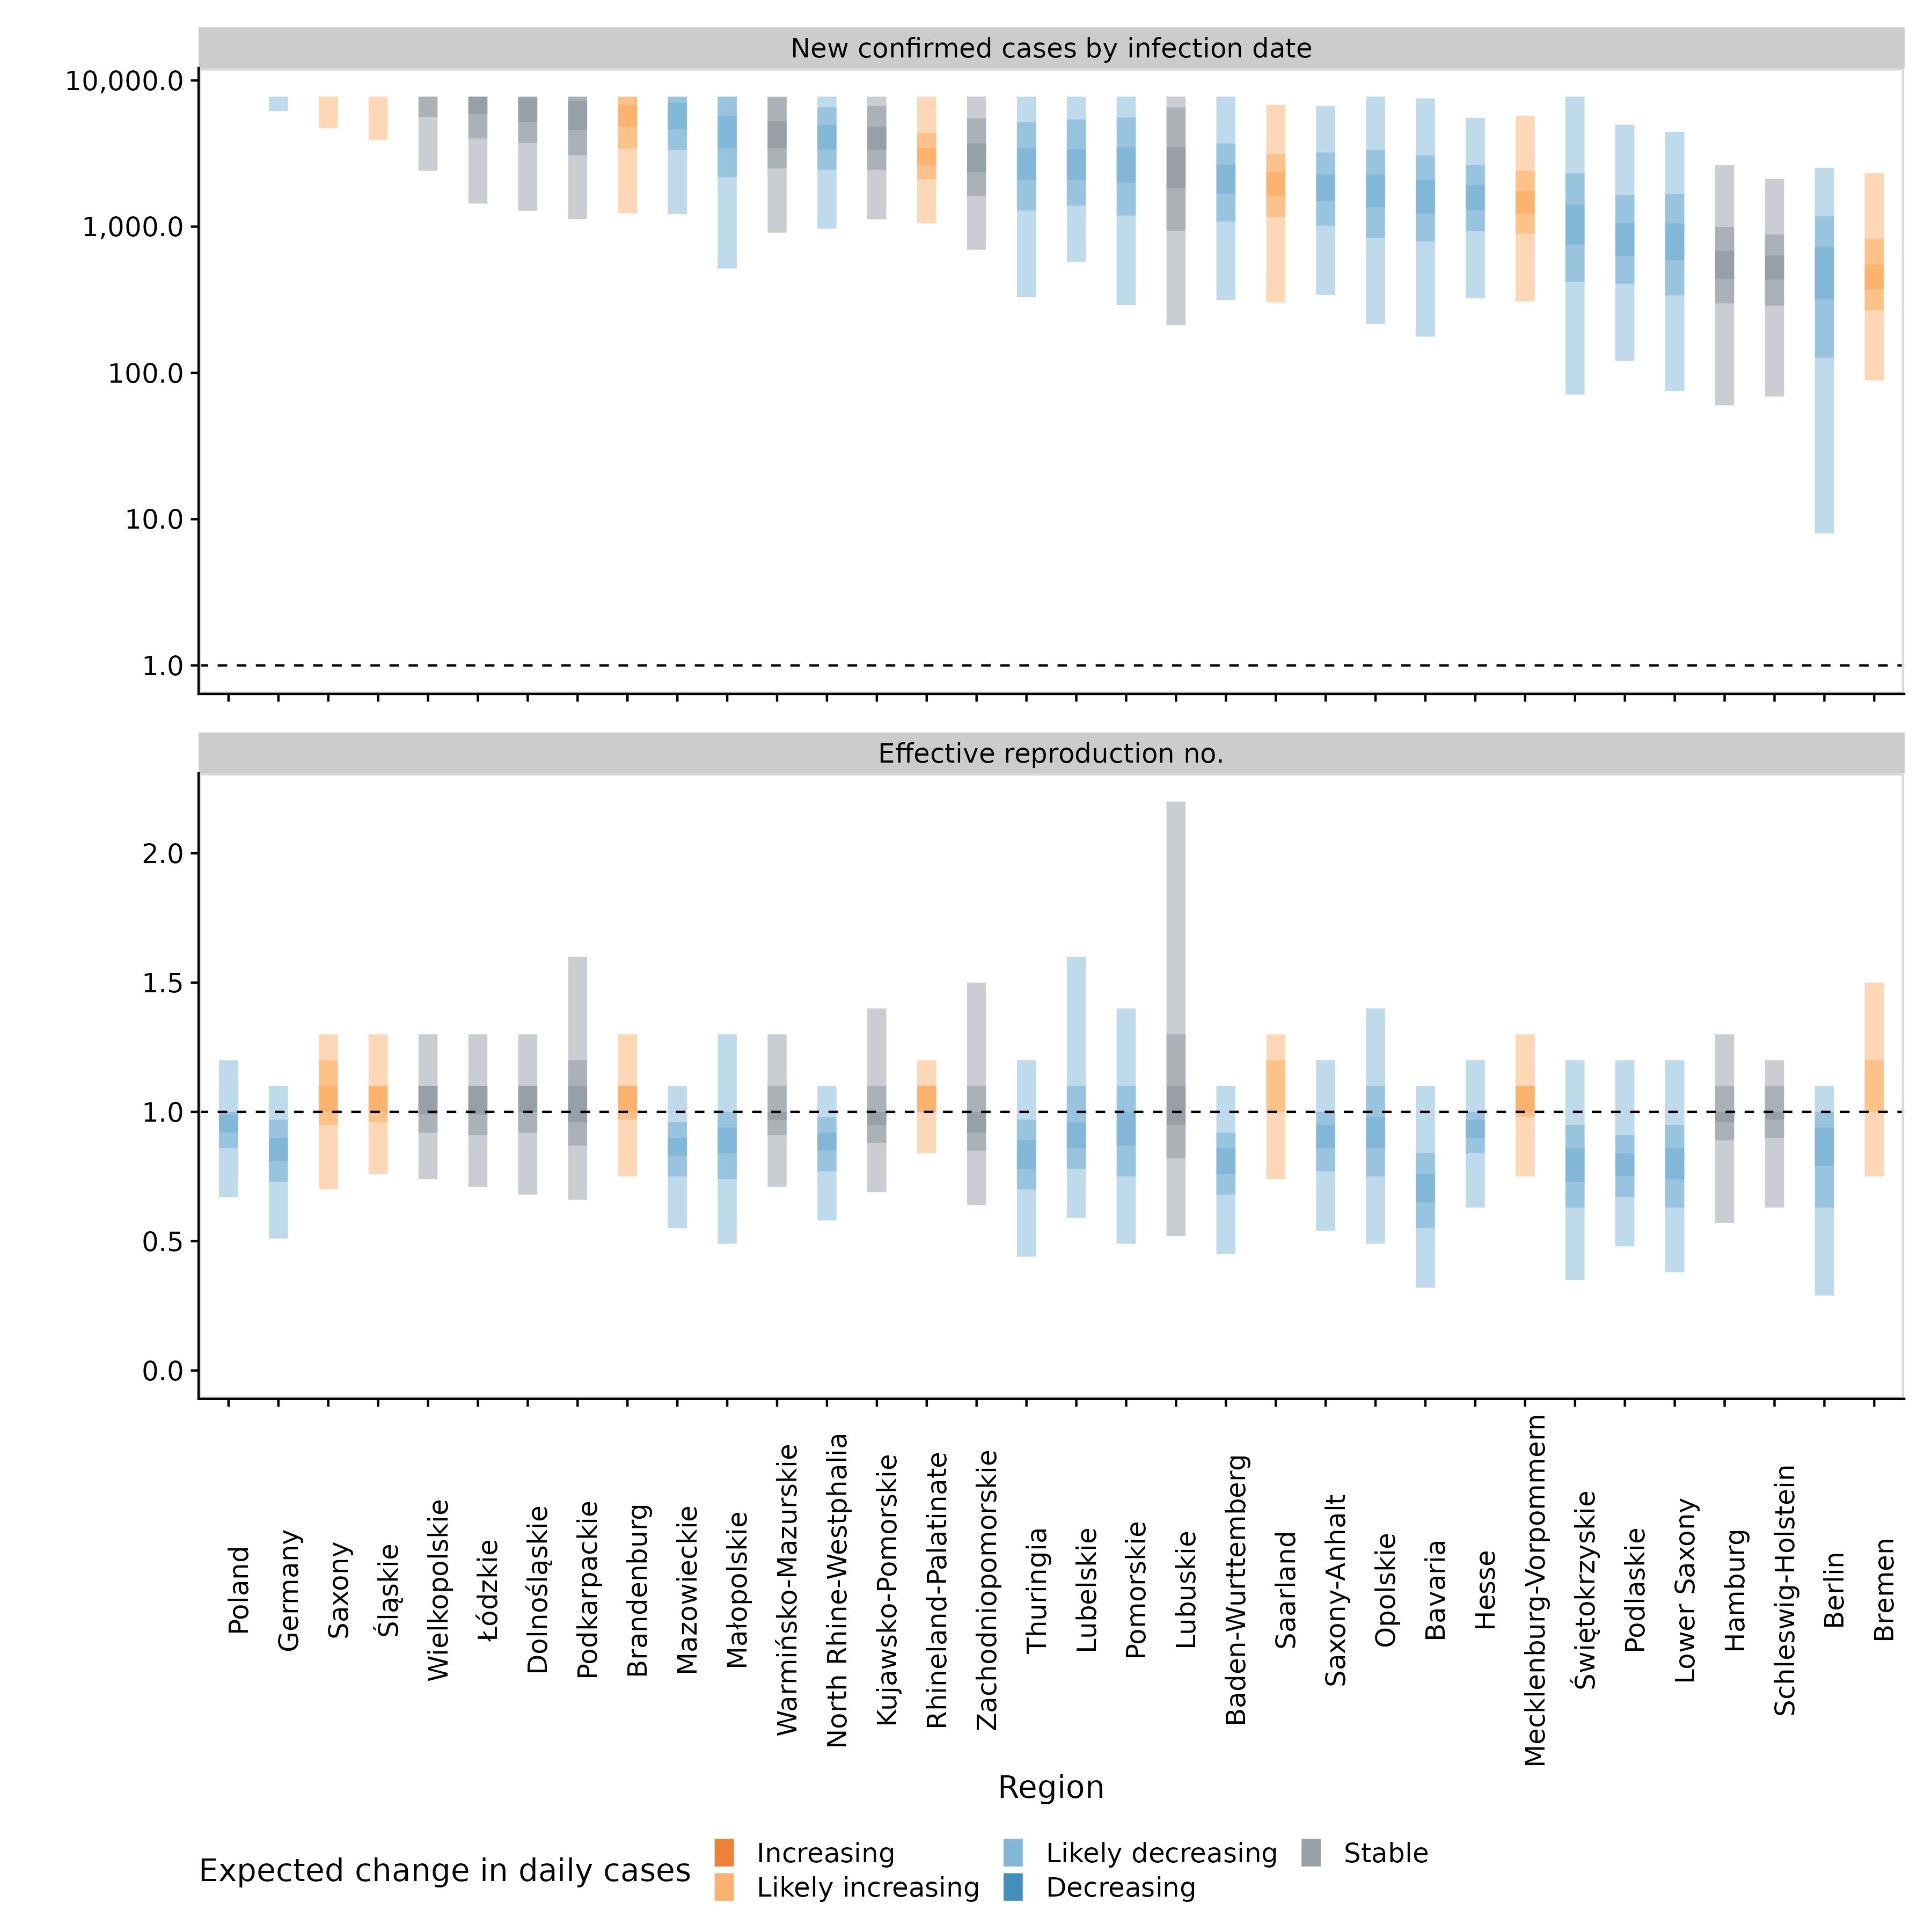 New confirmed cases by infection date
10,000.0
1,000.0
100.0
10.0
1.0
Effective reproduction no.
2.0
1.5
1.0
0.5
0.0
Poland
Germany
Saxony
Śląskie
Wielkopolskie
Łódzkie
Dolnośląskie
Podkarpackie
Brandenburg
Mazowieckie
Małopolskie
Warmińsko-Mazurskie
North Rhine-Westphalia
Kujawsko-Pomorskie
Rhineland-Palatinate
Zachodniopomorskie
Thuringia
Lubelskie
Pomorskie
Lubuskie
Baden-Wurttemberg
Saarland
Saxony-Anhalt
Opolskie
Bavaria
Hesse
Mecklenburg-Vorpommern
Świętokrzyskie
Podlaskie
Lower Saxony
Hamburg
Schleswig-Holstein
Berlin
Bremen
Region
Expected change in daily cases
Increasing
Likely increasing
Likely decreasing
Decreasing
Stable